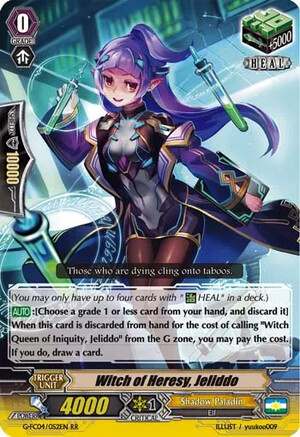 0
GRADE
+5000
HEAL
SHIELD
10000
Those who are dying cling onto taboos.
(You may only have up to four cards with " HEAL" in a deck.)
AUTO:[Choose a grade 1 or less card from your hand, and discard it]
When this card is discarded from hand for the cost of calling "Witch
Queen of Iniquity, Jeliddo" from the G zone, you may pay the cost.
If you do, draw a card.
TRIGGER
UNIT
Witch of Heresy, Jeliddo
POWER
4000
1
CRITICAL
Shadow Paladin
Elf
G-FC04/052EN RR
ILLUST / yuukoo009